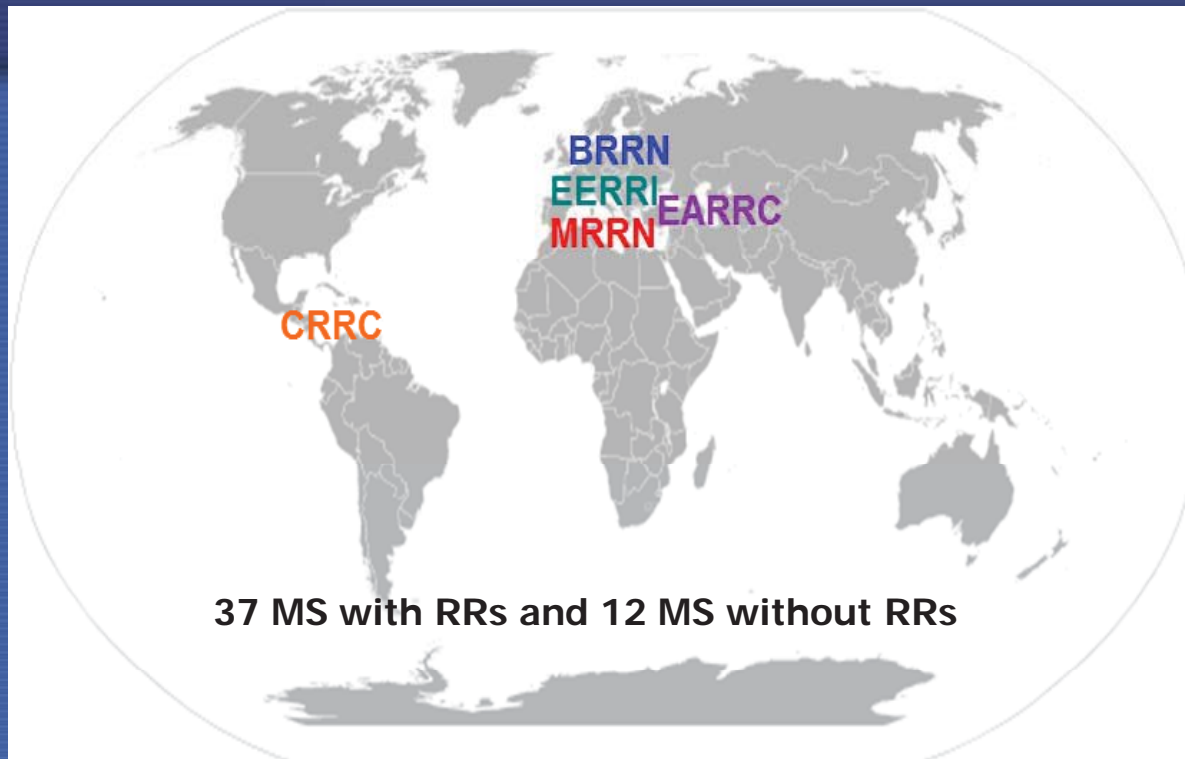 BRRN
EERRI
EARRC
MRRN
CRRC
37 MS with RRs and 12 MS without RRs